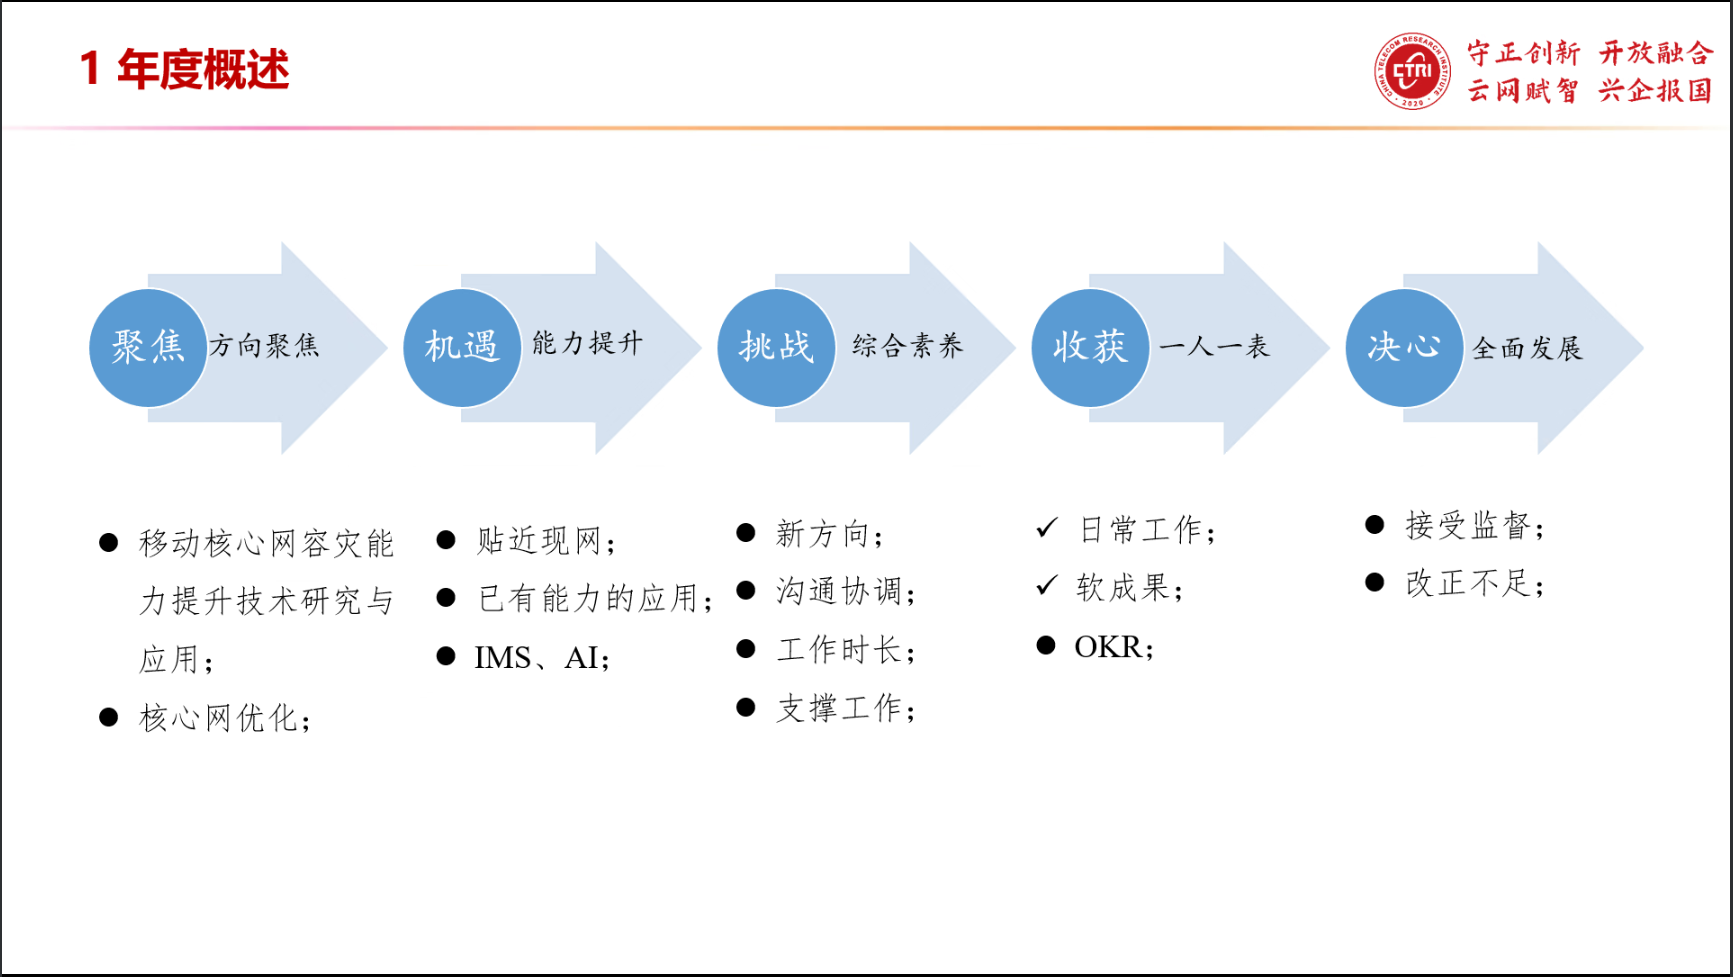 1 年度概述
CHINA TELECOM RESEARCH INSTITUTE
CTRI
2020
守正创新 开放融合
云网赋智 兴企报国
聚焦 方向聚焦
机遇 能力提升
挑战 综合素养
收获 一人一表
决心 全面发展
● 移动核心网容灾能
力提升技术研究与
应用；
● 核心网优化；
● 贴近现网；
● 已有能力的应用；
● IMS、AI；
● 新方向；
● 沟通协调；
● 工作时长；
● 支撑工作；
✓ 日常工作；
✓ 软成果；
● OKR；
● 接受监督；
● 改正不足；